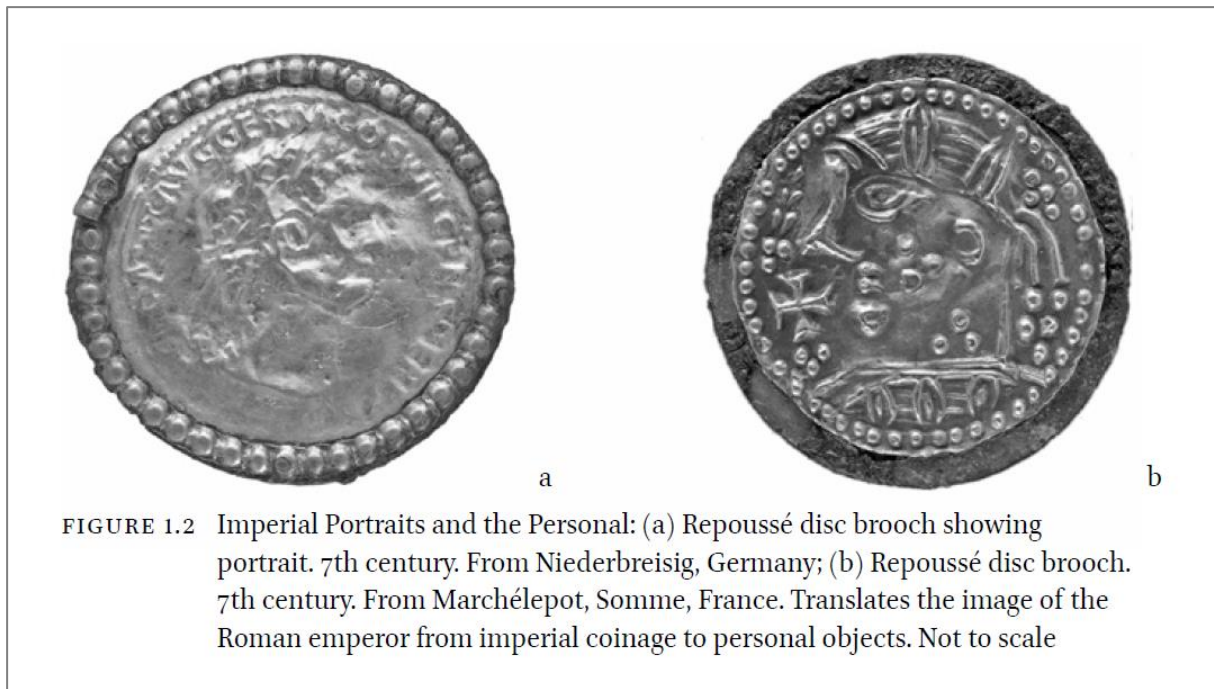 a
b
FIGURE 1.2 Imperial Portraits and the Personal: (a) Repoussé disc brooch showing
portrait. 7th century. From Niederbreisig, Germany; (b) Repoussé disc brooch.
7th century. From Marchélepot, Somme, France. Translates the image of the
Roman emperor from imperial coinage to personal objects. Not to scale